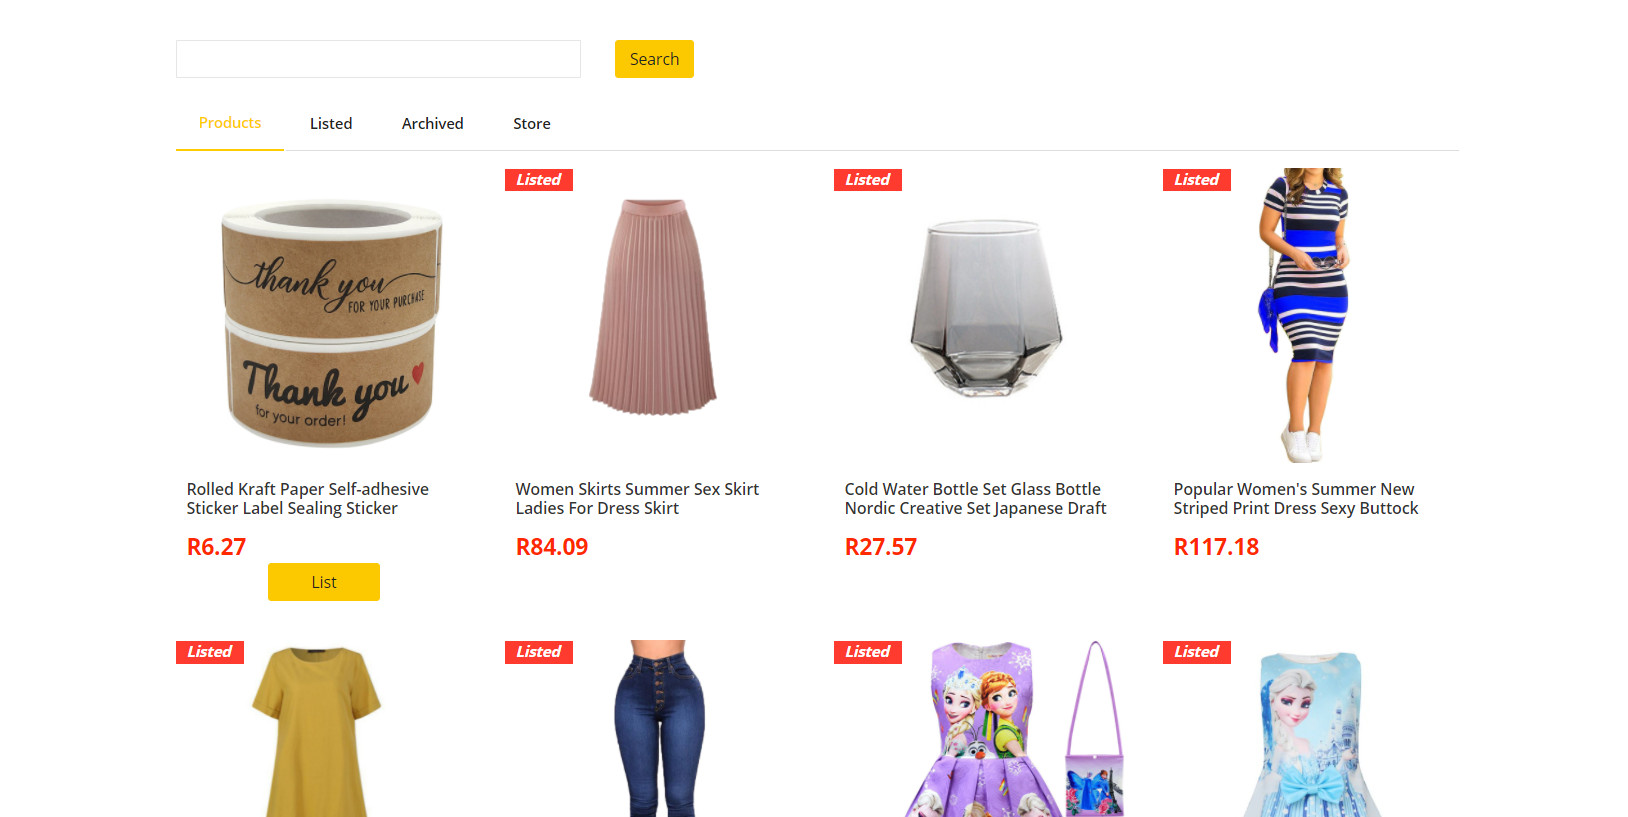 Search
Products
Listed
Archived
Store
Listed
Listed
Listed
thank you
FOR YOUR PURCHASE
Thank you
for your order!
Rolled Kraft Paper Self-adhesive
Sticker Label Sealing Sticker
R6.27
List
Women Skirts Summer Sex Skirt
Ladies For Dress Skirt
R84.09
Cold Water Bottle Set Glass Bottle
Nordic Creative Set Japanese Draft
R27.57
Popular Women's Summer New
Striped Print Dress Sexy Buttock
R117.18
Listed
Listed
Listed
Listed